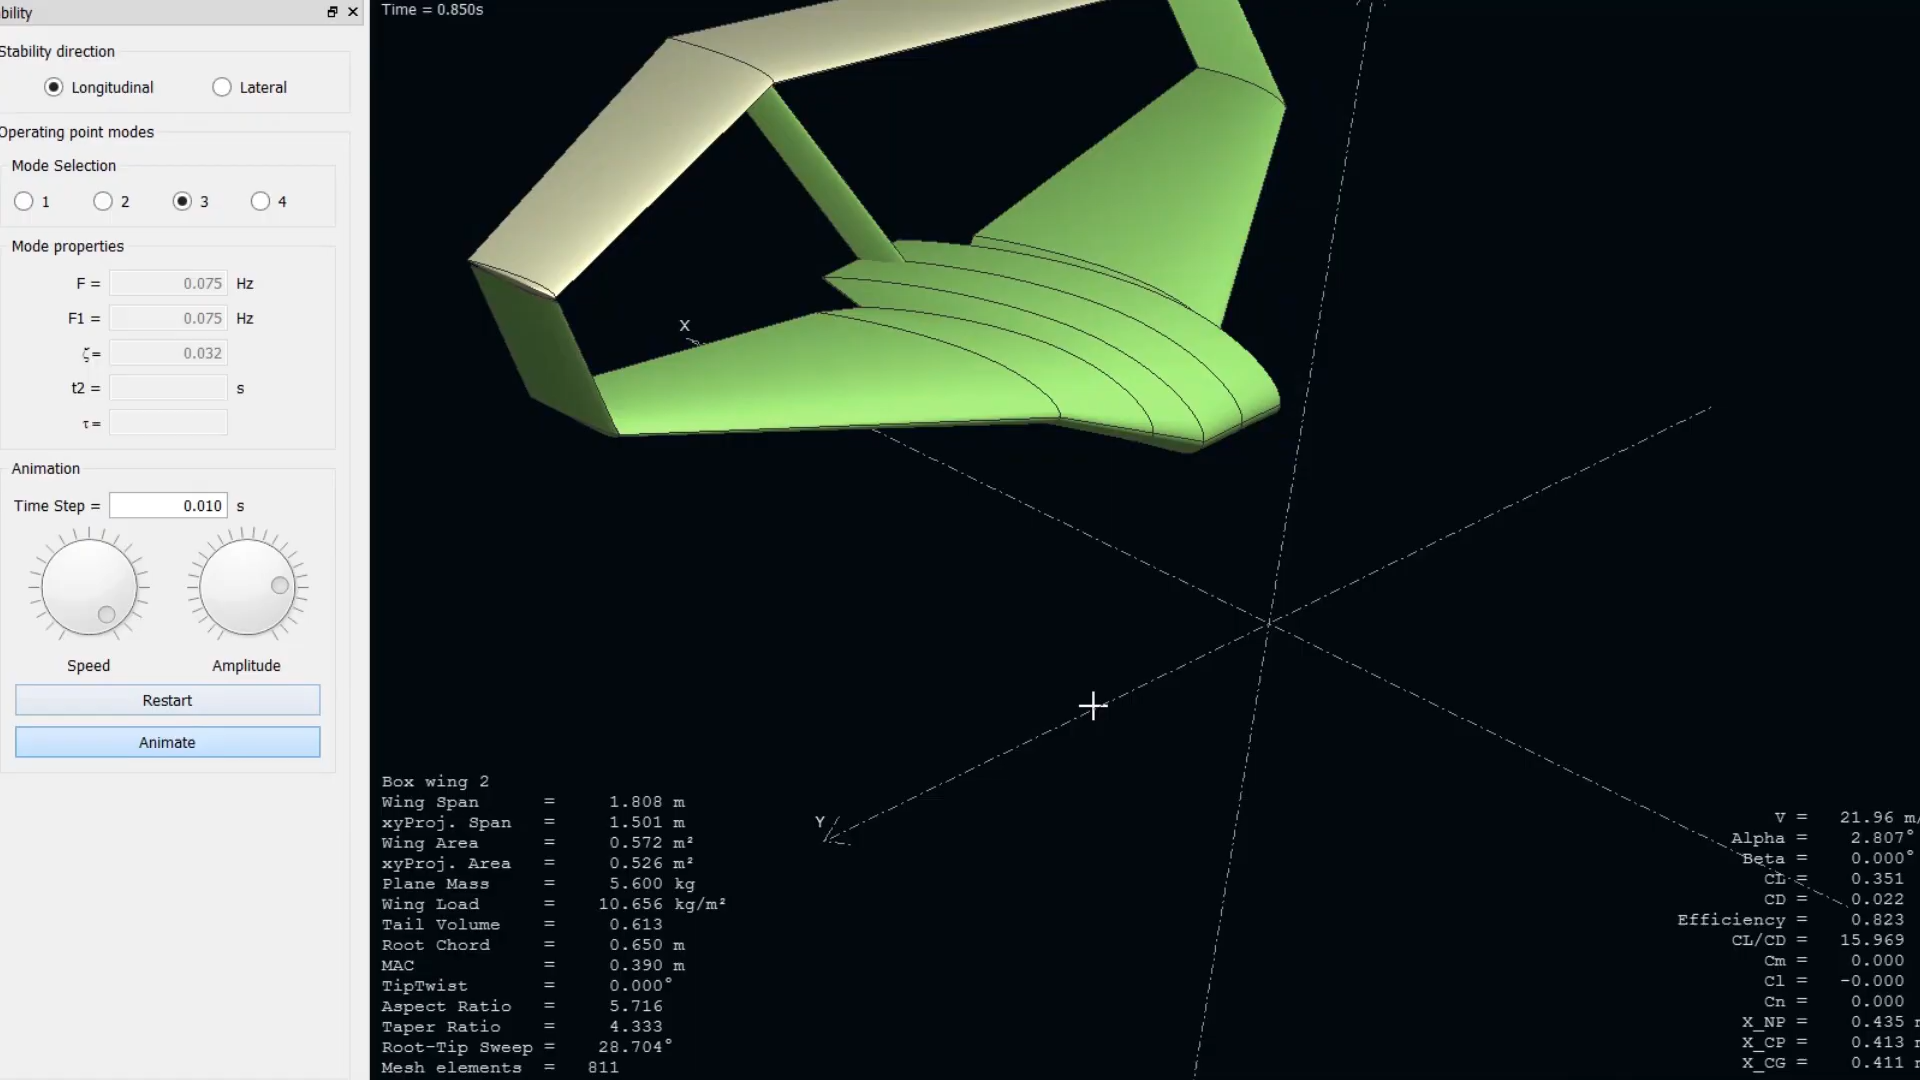 bility
Stability direction
Longitudinal Lateral
Operating point modes
Mode Selection
1 2 3 4
Mode properties
F = 0.075 Hz
F1 = 0.075 Hz
ζ= 0.032
t2 = s
τ =
Animation
Time Step = 0.010 s
Speed Amplitude
Restart
Animate
Time = 0.850s
X
Y
Box wing 2
Wing Span = 1.808 m
xyProj. Span = 1.501 m
Wing Area = 0.572 m²
xyProj. Area = 0.526 m²
Plane Mass = 5.600 kg
Wing Load = 10.656 kg/m²
Tail Volume = 0.613
Root Chord = 0.650 m
MAC = 0.390 m
TipTwist = 0.000°
Aspect Ratio = 5.716
Taper Ratio = 4.333
Root-Tip Sweep = 28.704°
Mesh elements = 811
V = 21.96 m/
Alpha = 2.807°
Beta = 0.000°
CL = 0.351
CD = 0.022
Efficiency = 0.823
CL/CD = 15.969
Cm = 0.000
Cl = -0.000
Cn = 0.000
X_NP = 0.435 m
X_CP = 0.413 m
X_CG = 0.411 m